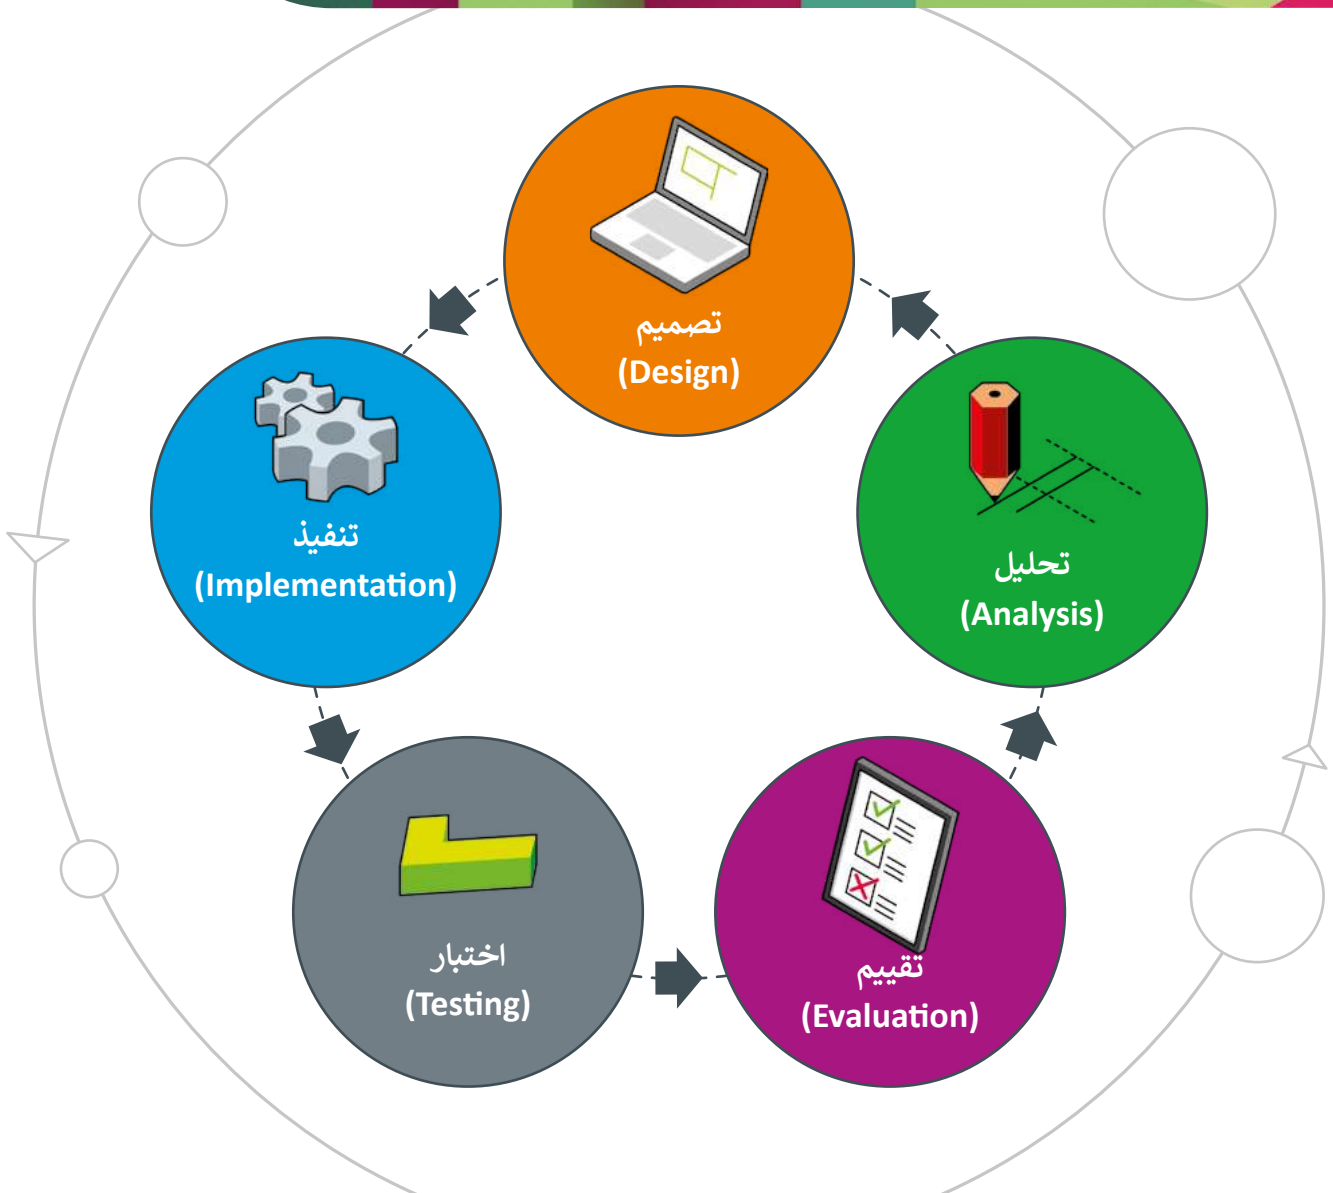 تصميم
(Design)
تحليل
(Analysis)
تنفيذ
(Implementation)
اختبار
(Testing)
تقييم
(Evaluation)